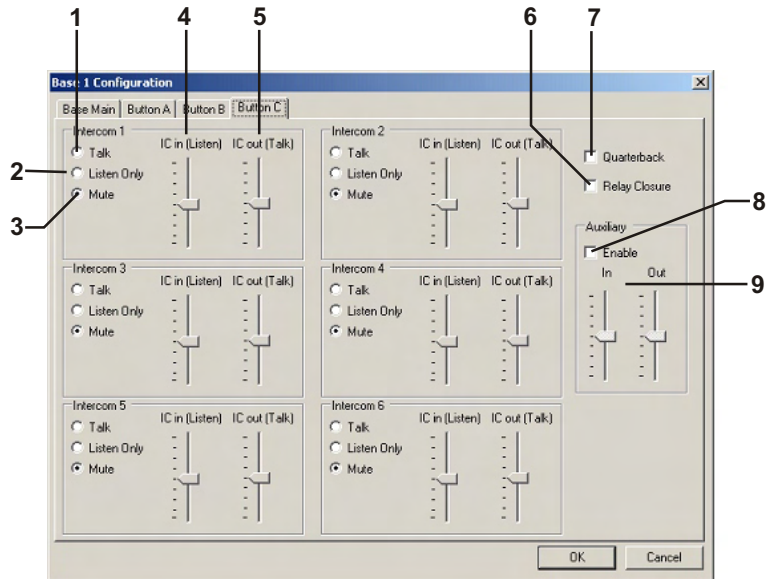 1 4 5 6 7
Base 1 Configuration
Base Main Button A Button B Button C
Intercom 1 IC in (Listen) IC out (Talk)
Talk
2 Listen Only
3 Mute
Intercom 2 IC in (Listen) IC out (Talk)
Talk
Listen Only
Mute
Quarterback
Relay Closure
8
Auxiliary
Enable
In Out
9
Intercom 3 IC in (Listen) IC out (Talk)
Talk
Listen Only
Mute
Intercom 4 IC in (Listen) IC out (Talk)
Talk
Listen Only
Mute
Intercom 5 IC in (Listen) IC out (Talk)
Talk
Listen Only
Mute
Intercom 6 IC in (Listen) IC out (Talk)
Talk
Listen Only
Mute
OK Cancel